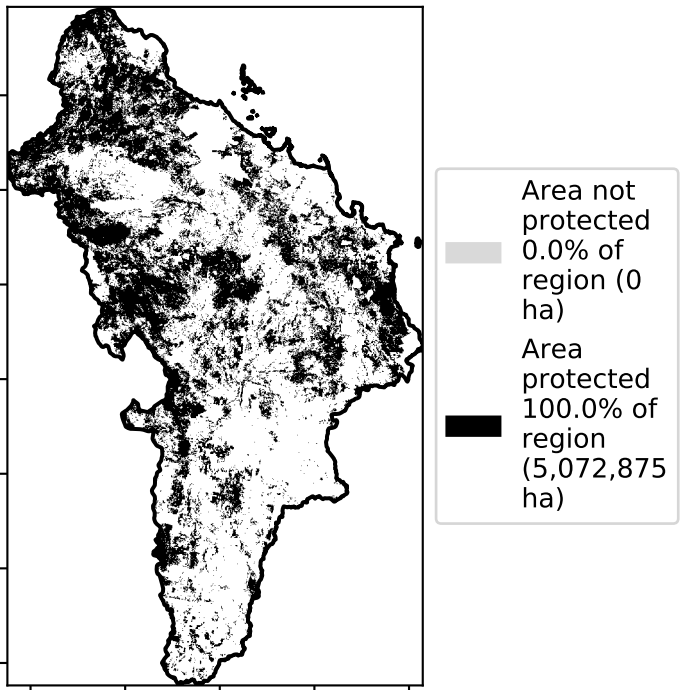 Area not
protected
0.0% of
region (0
ha)
Area
protected
100.0% of
region
(5,072,875
ha)